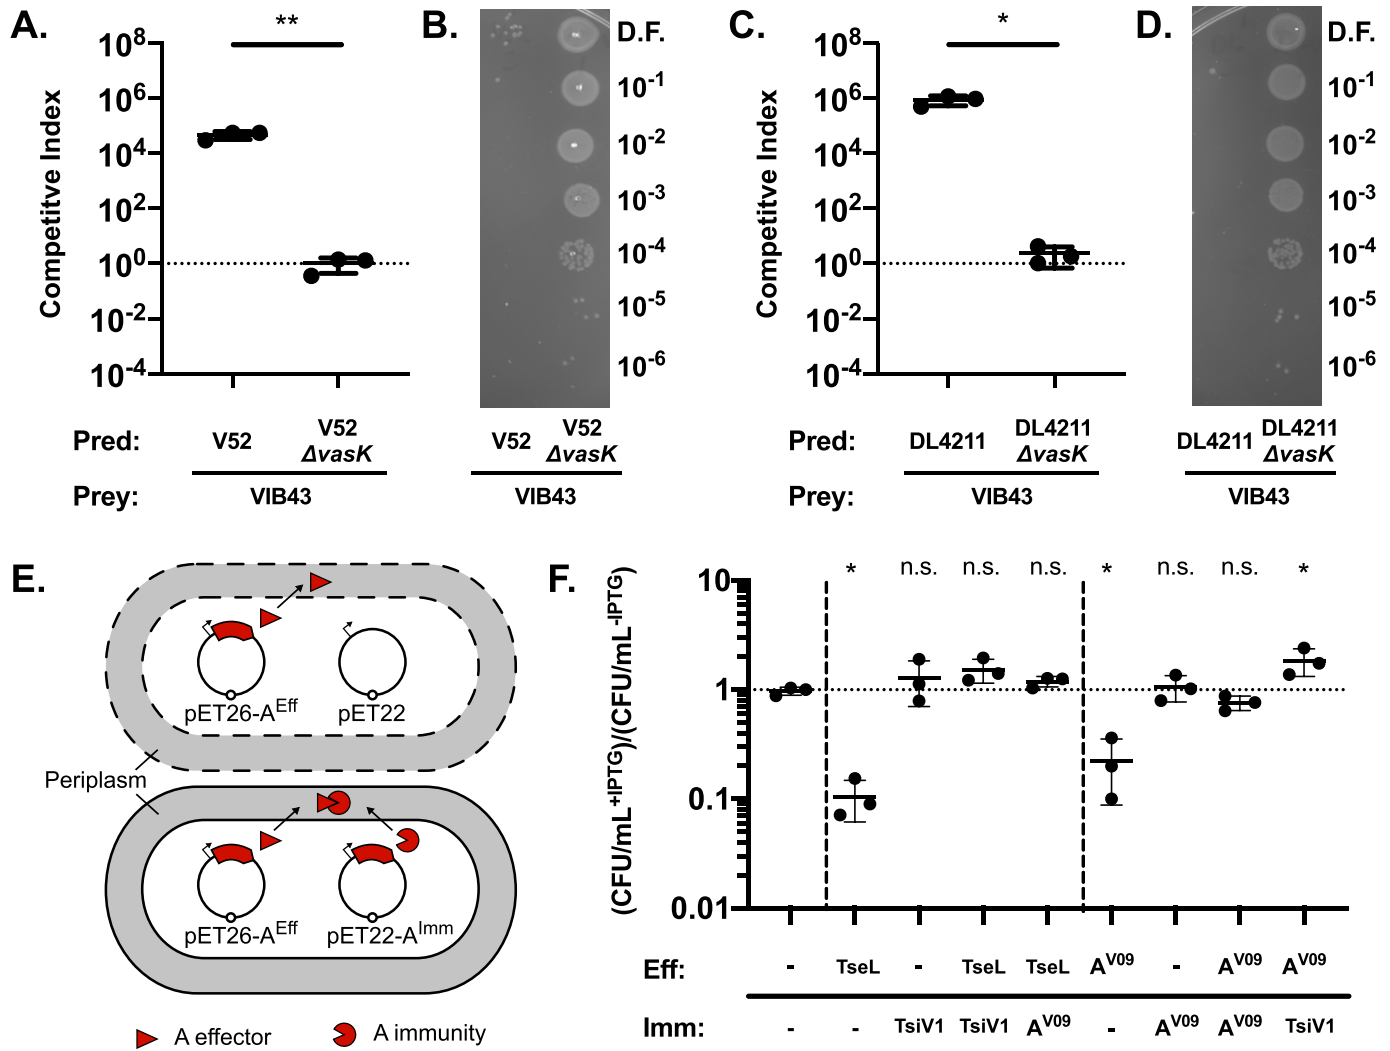 A.
**
Competitve Index
10^8
10^6
10^4
10^2
10^0
10^-2
10^-4
Pred: V52 V52 ΔvasK
Prey: VIB43
B.
D.F.
10^-1
10^-2
10^-3
10^-4
10^-5
10^-6
V52 V52 ΔvasK
VIB43
C.
*
Competitive Index
10^8
10^6
10^4
10^2
10^0
10^-2
10^-4
Pred: DL4211 DL4211 ΔvasK
Prey: VIB43
D.
D.F.
10^-1
10^-2
10^-3
10^-4
10^-5
10^-6
DL4211 DL4211 ΔvasK
VIB43
E.
pET26-A^Eff pET22
Periplasm
pET26-A^Eff pET22-A^Imm
A effector A immunity
F.
(CFU/mL^+IPTG)/(CFU/mL^-IPTG)
* n.s. n.s. n.s. * n.s. n.s. *
10
1
0.1
0.01
Eff: - TseL - TseL TseL A^V09 - A^V09 A^V09
Imm: - - TsiV1 TsiV1 A^V09 - A^V09 A^V09 TsiV1